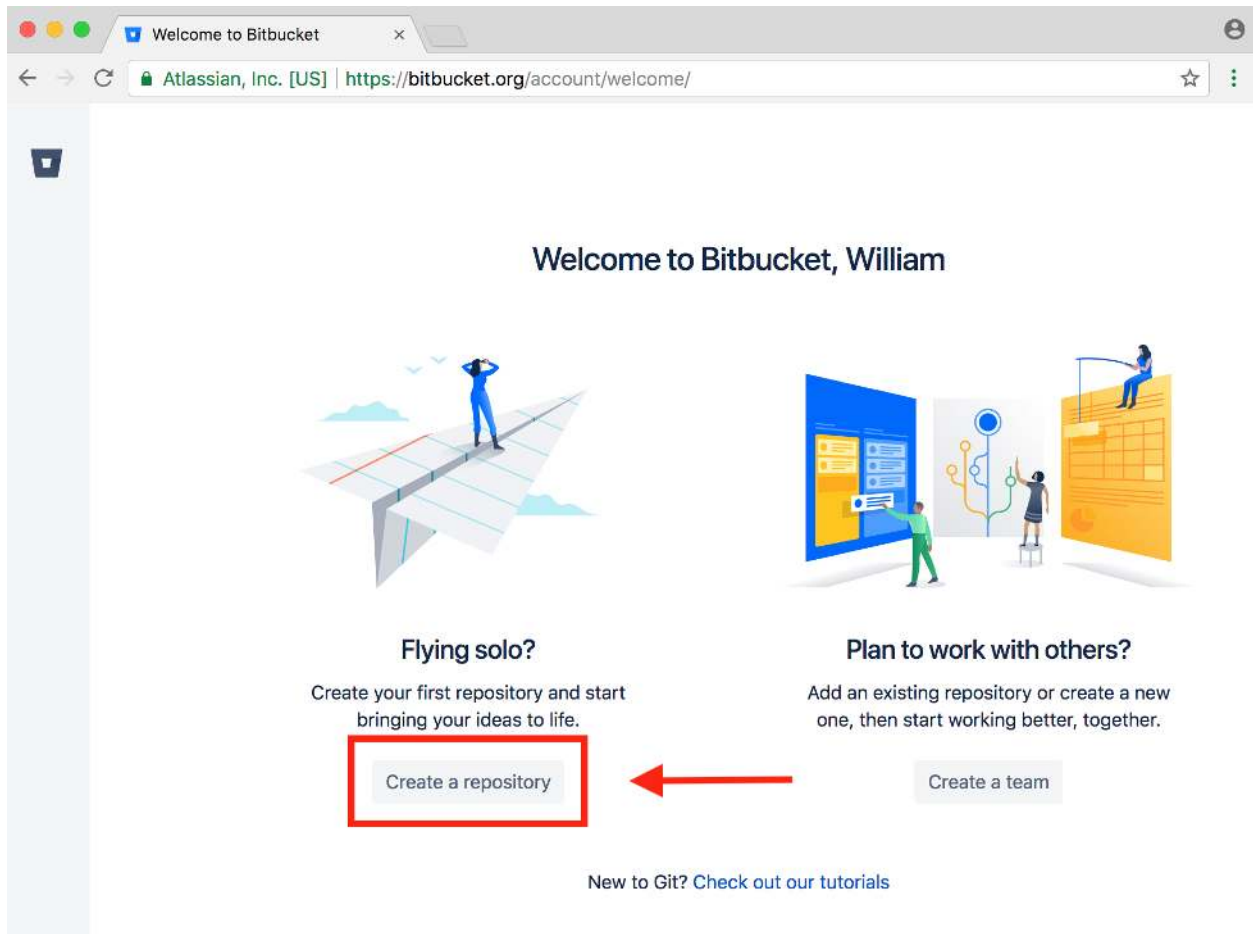 Welcome to Bitbucket
Atlassian, Inc. [US] | https://bitbucket.org/account/welcome/
Welcome to Bitbucket, William
Flying solo?
Create your first repository and start
bringing your ideas to life.
Create a repository
Plan to work with others?
Add an existing repository or create a new
one, then start working better, together.
Create a team
New to Git? Check out our tutorials